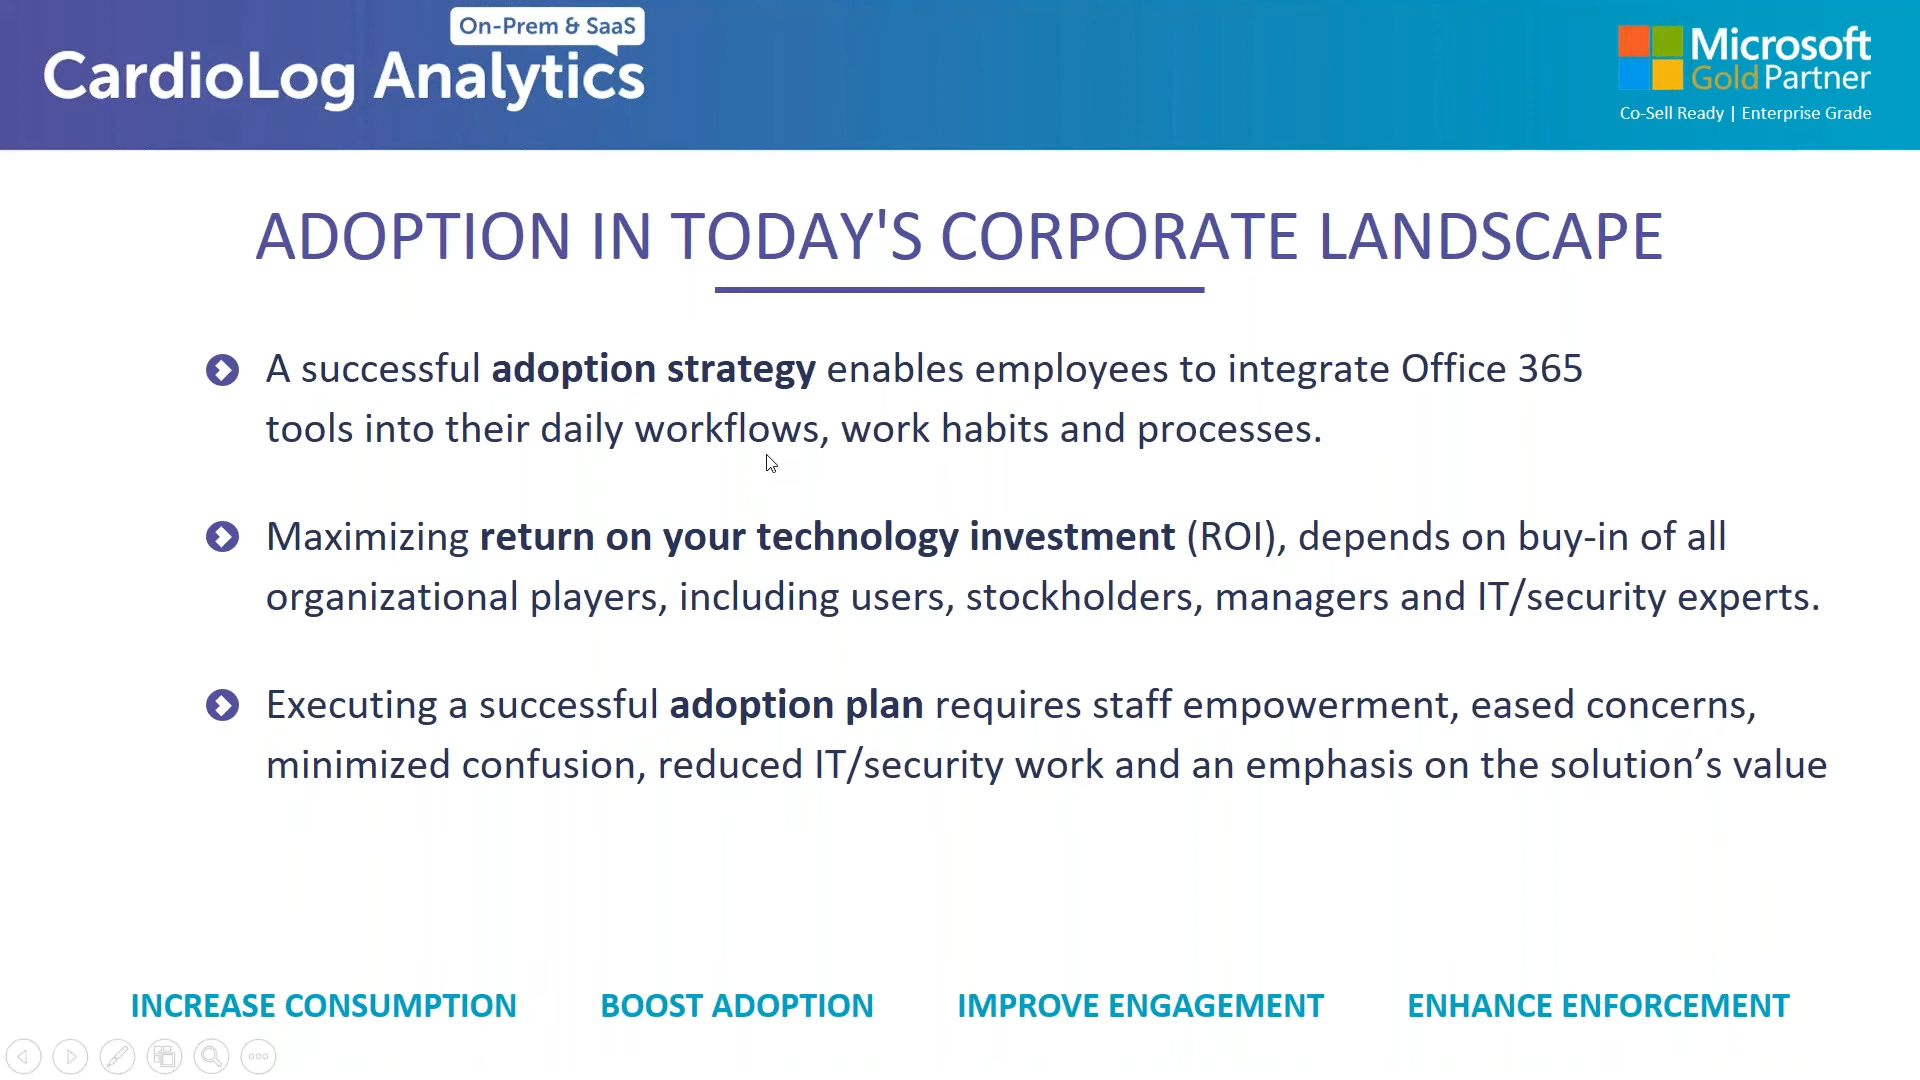 On-Prem & SaaS
CardioLog Analytics
Microsoft
Gold Partner
Co-Sell Ready | Enterprise Grade
ADOPTION IN TODAY'S CORPORATE LANDSCAPE
A successful adoption strategy enables employees to integrate Office 365
tools into their daily workflows, work habits and processes.
Maximizing return on your technology investment (ROI), depends on buy-in of all
organizational players, including users, stockholders, managers and IT/security experts.
Executing a successful adoption plan requires staff empowerment, eased concerns,
minimized confusion, reduced IT/security work and an emphasis on the solution’s value
INCREASE CONSUMPTION BOOST ADOPTION IMPROVE ENGAGEMENT ENHANCE ENFORCEMENT